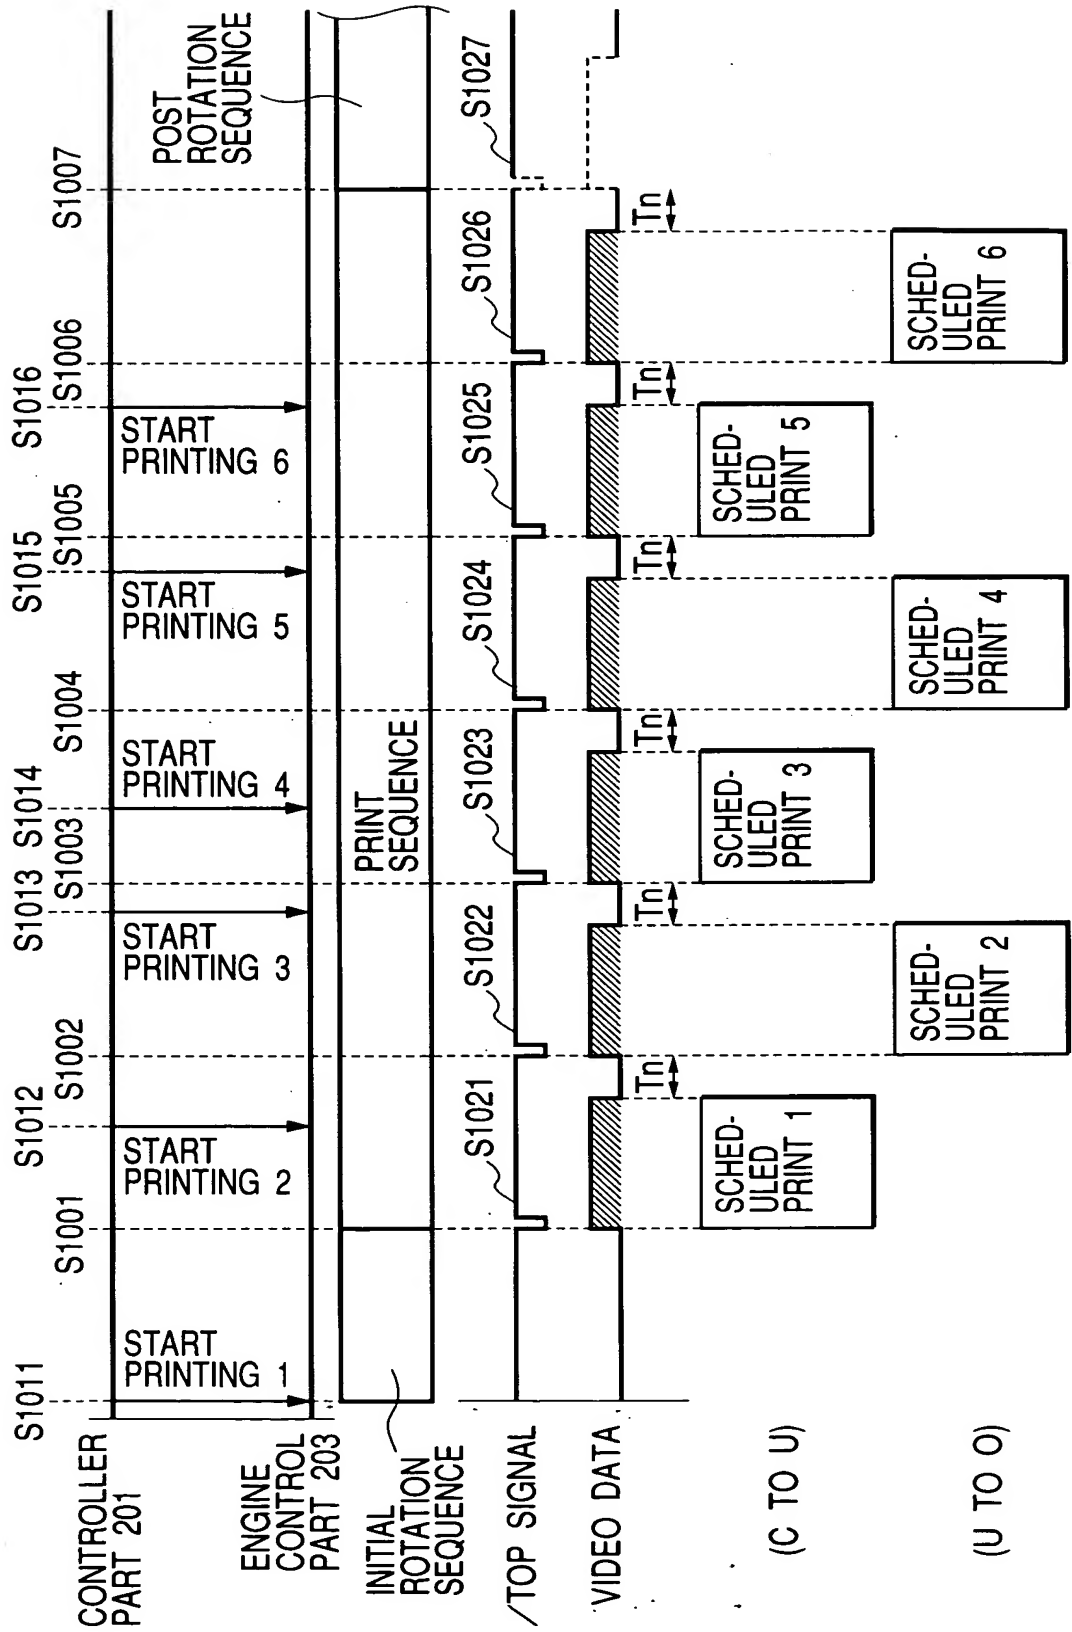 S1011
S1012
S1013
S1014
S1015
S1016
S1001
S1002
S1003
S1004
S1005
S1006
S1007
CONTROLLER
PART 201
START
PRINTING 1
START
PRINTING 2
START
PRINTING 3
START
PRINTING 4
START
PRINTING 5
START
PRINTING 6
POST
ROTATION
SEQUENCE
ENGINE
CONTROL
PART 203
INITIAL
ROTATION
SEQUENCE
PRINT
SEQUENCE
S1021
S1022
S1023
S1024
S1025
S1026
S1027
/TOP SIGNAL
VIDEO DATA
Tn
Tn
Tn
Tn
Tn
Tn
(C TO U)
SCHED-
ULED
PRINT 1
SCHED-
ULED
PRINT 3
SCHED-
ULED
PRINT 5
(U TO O)
SCHED-
ULED
PRINT 2
SCHED-
ULED
PRINT 4
SCHED-
ULED
PRINT 6